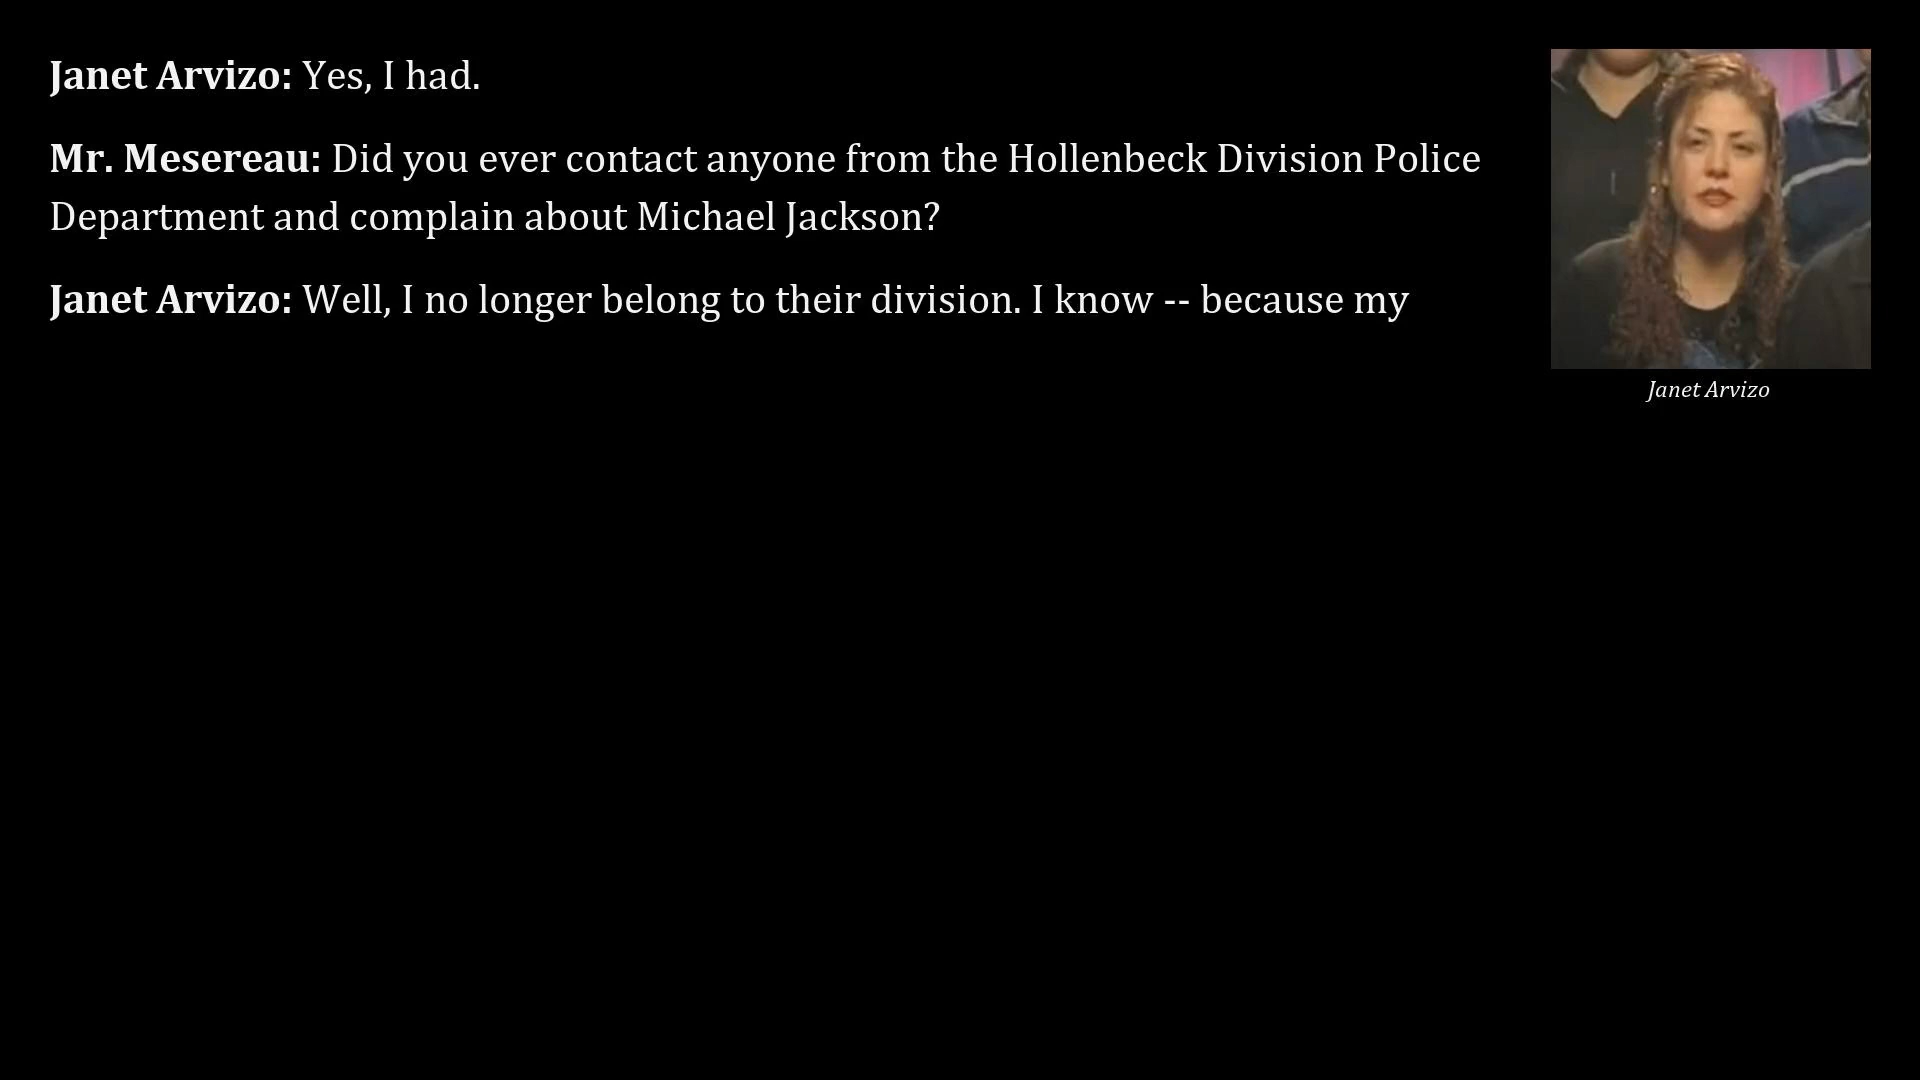 Janet Arvizo: Yes, I had.
Mr. Mesereau: Did you ever contact anyone from the Hollenbeck Division Police
Department and complain about Michael Jackson?
Janet Arvizo: Well, I no longer belong to their division. I know -- because my
Janet Arvizo